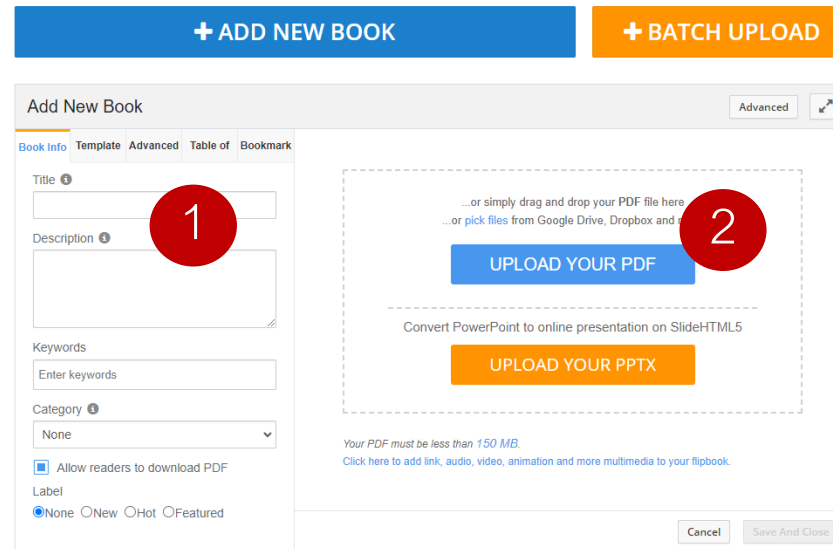 + ADD NEW BOOK
+ BATCH UPLOAD
Add New Book
Advanced
Book Info Template Advanced Table of Bookmark
Title
1
Description
Keywords
Enter keywords
Category
None
Allow readers to download PDF
Label
None New Hot Featured
...or simply drag and drop your PDF file here
...or pick files from Google Drive, Dropbox and
2
UPLOAD YOUR PDF
Convert PowerPoint to online presentation on SlideHTML5
UPLOAD YOUR PPTX
Your PDF must be less than 150 MB.
Click here to add link, audio, video, animation and more multimedia to your flipbook.
Cancel
Save And Close